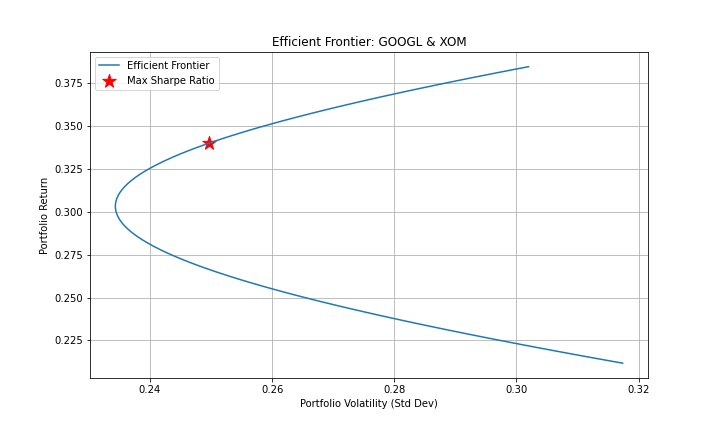 Efficient Frontier: GOOGL & XOM
Efficient Frontier
Max Sharpe Ratio
Portfolio Return
0.375
0.350
0.325
0.300
0.275
0.250
0.225
0.24
0.26
0.28
0.30
0.32
Portfolio Volatility (Std Dev)